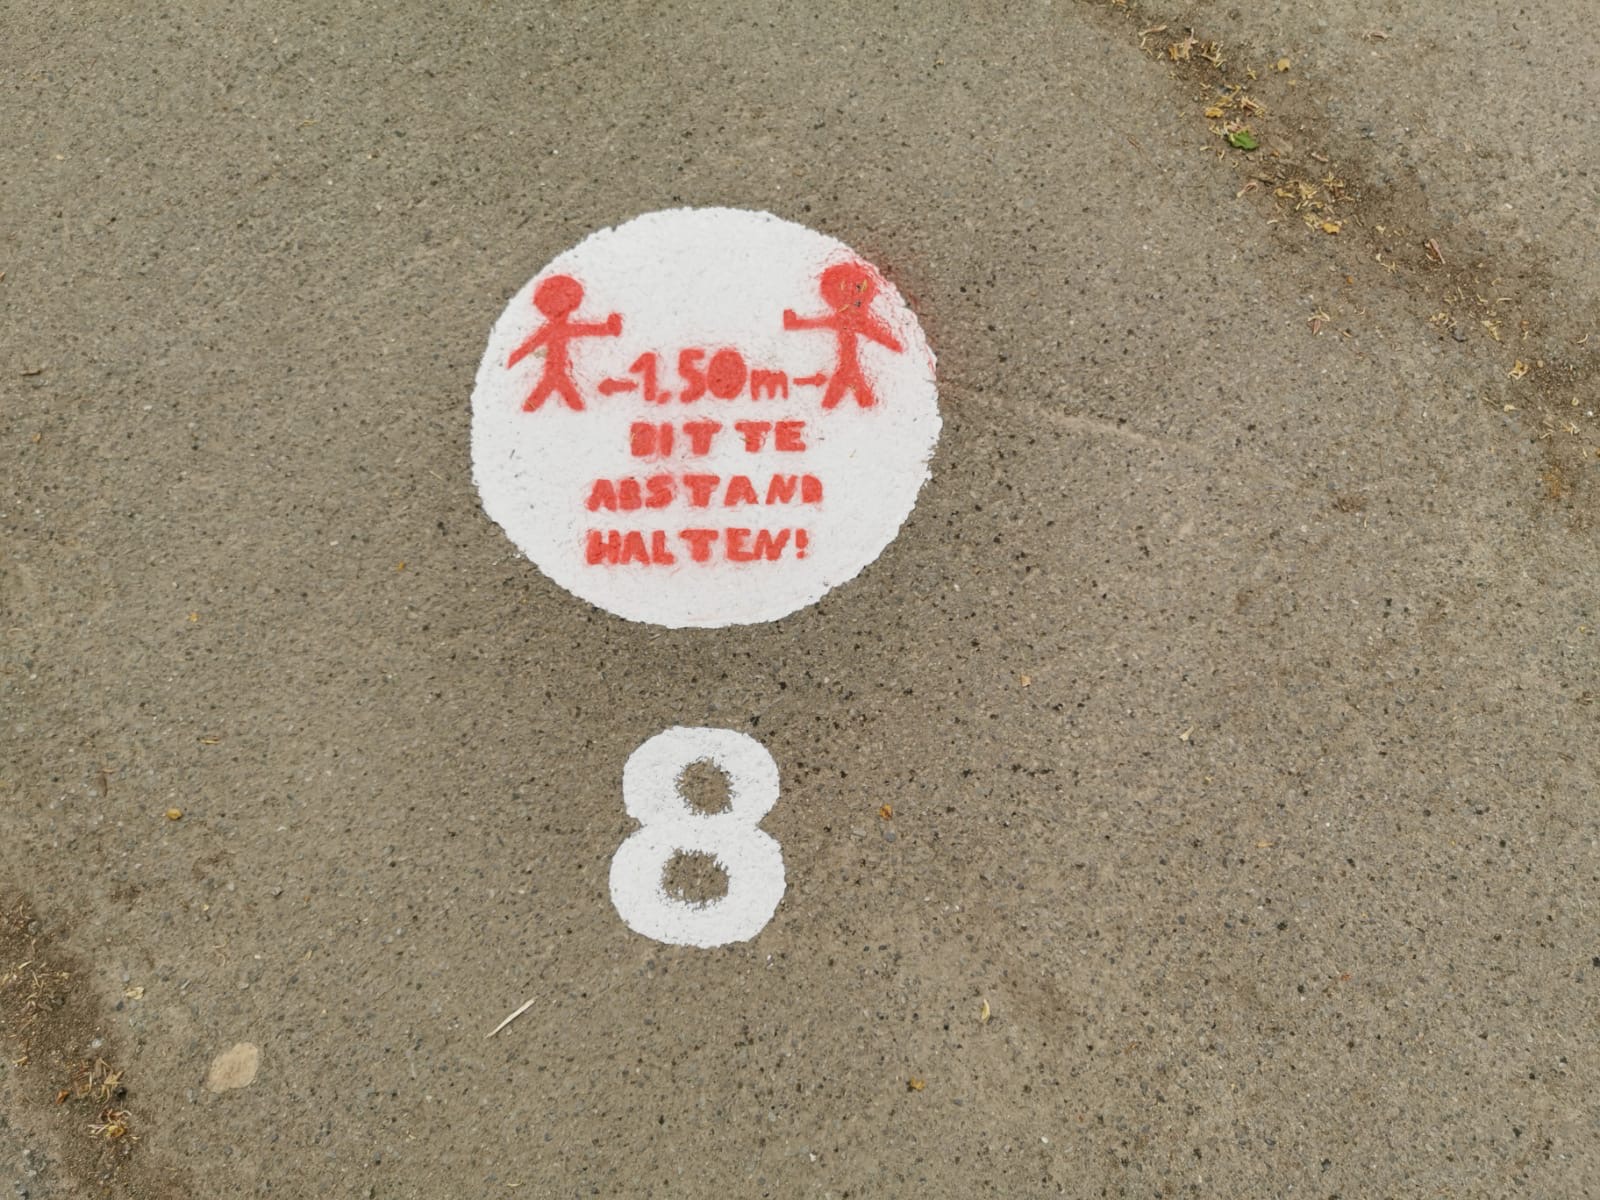 1,50m
BITTE
ABSTAND
HALTEN!
8